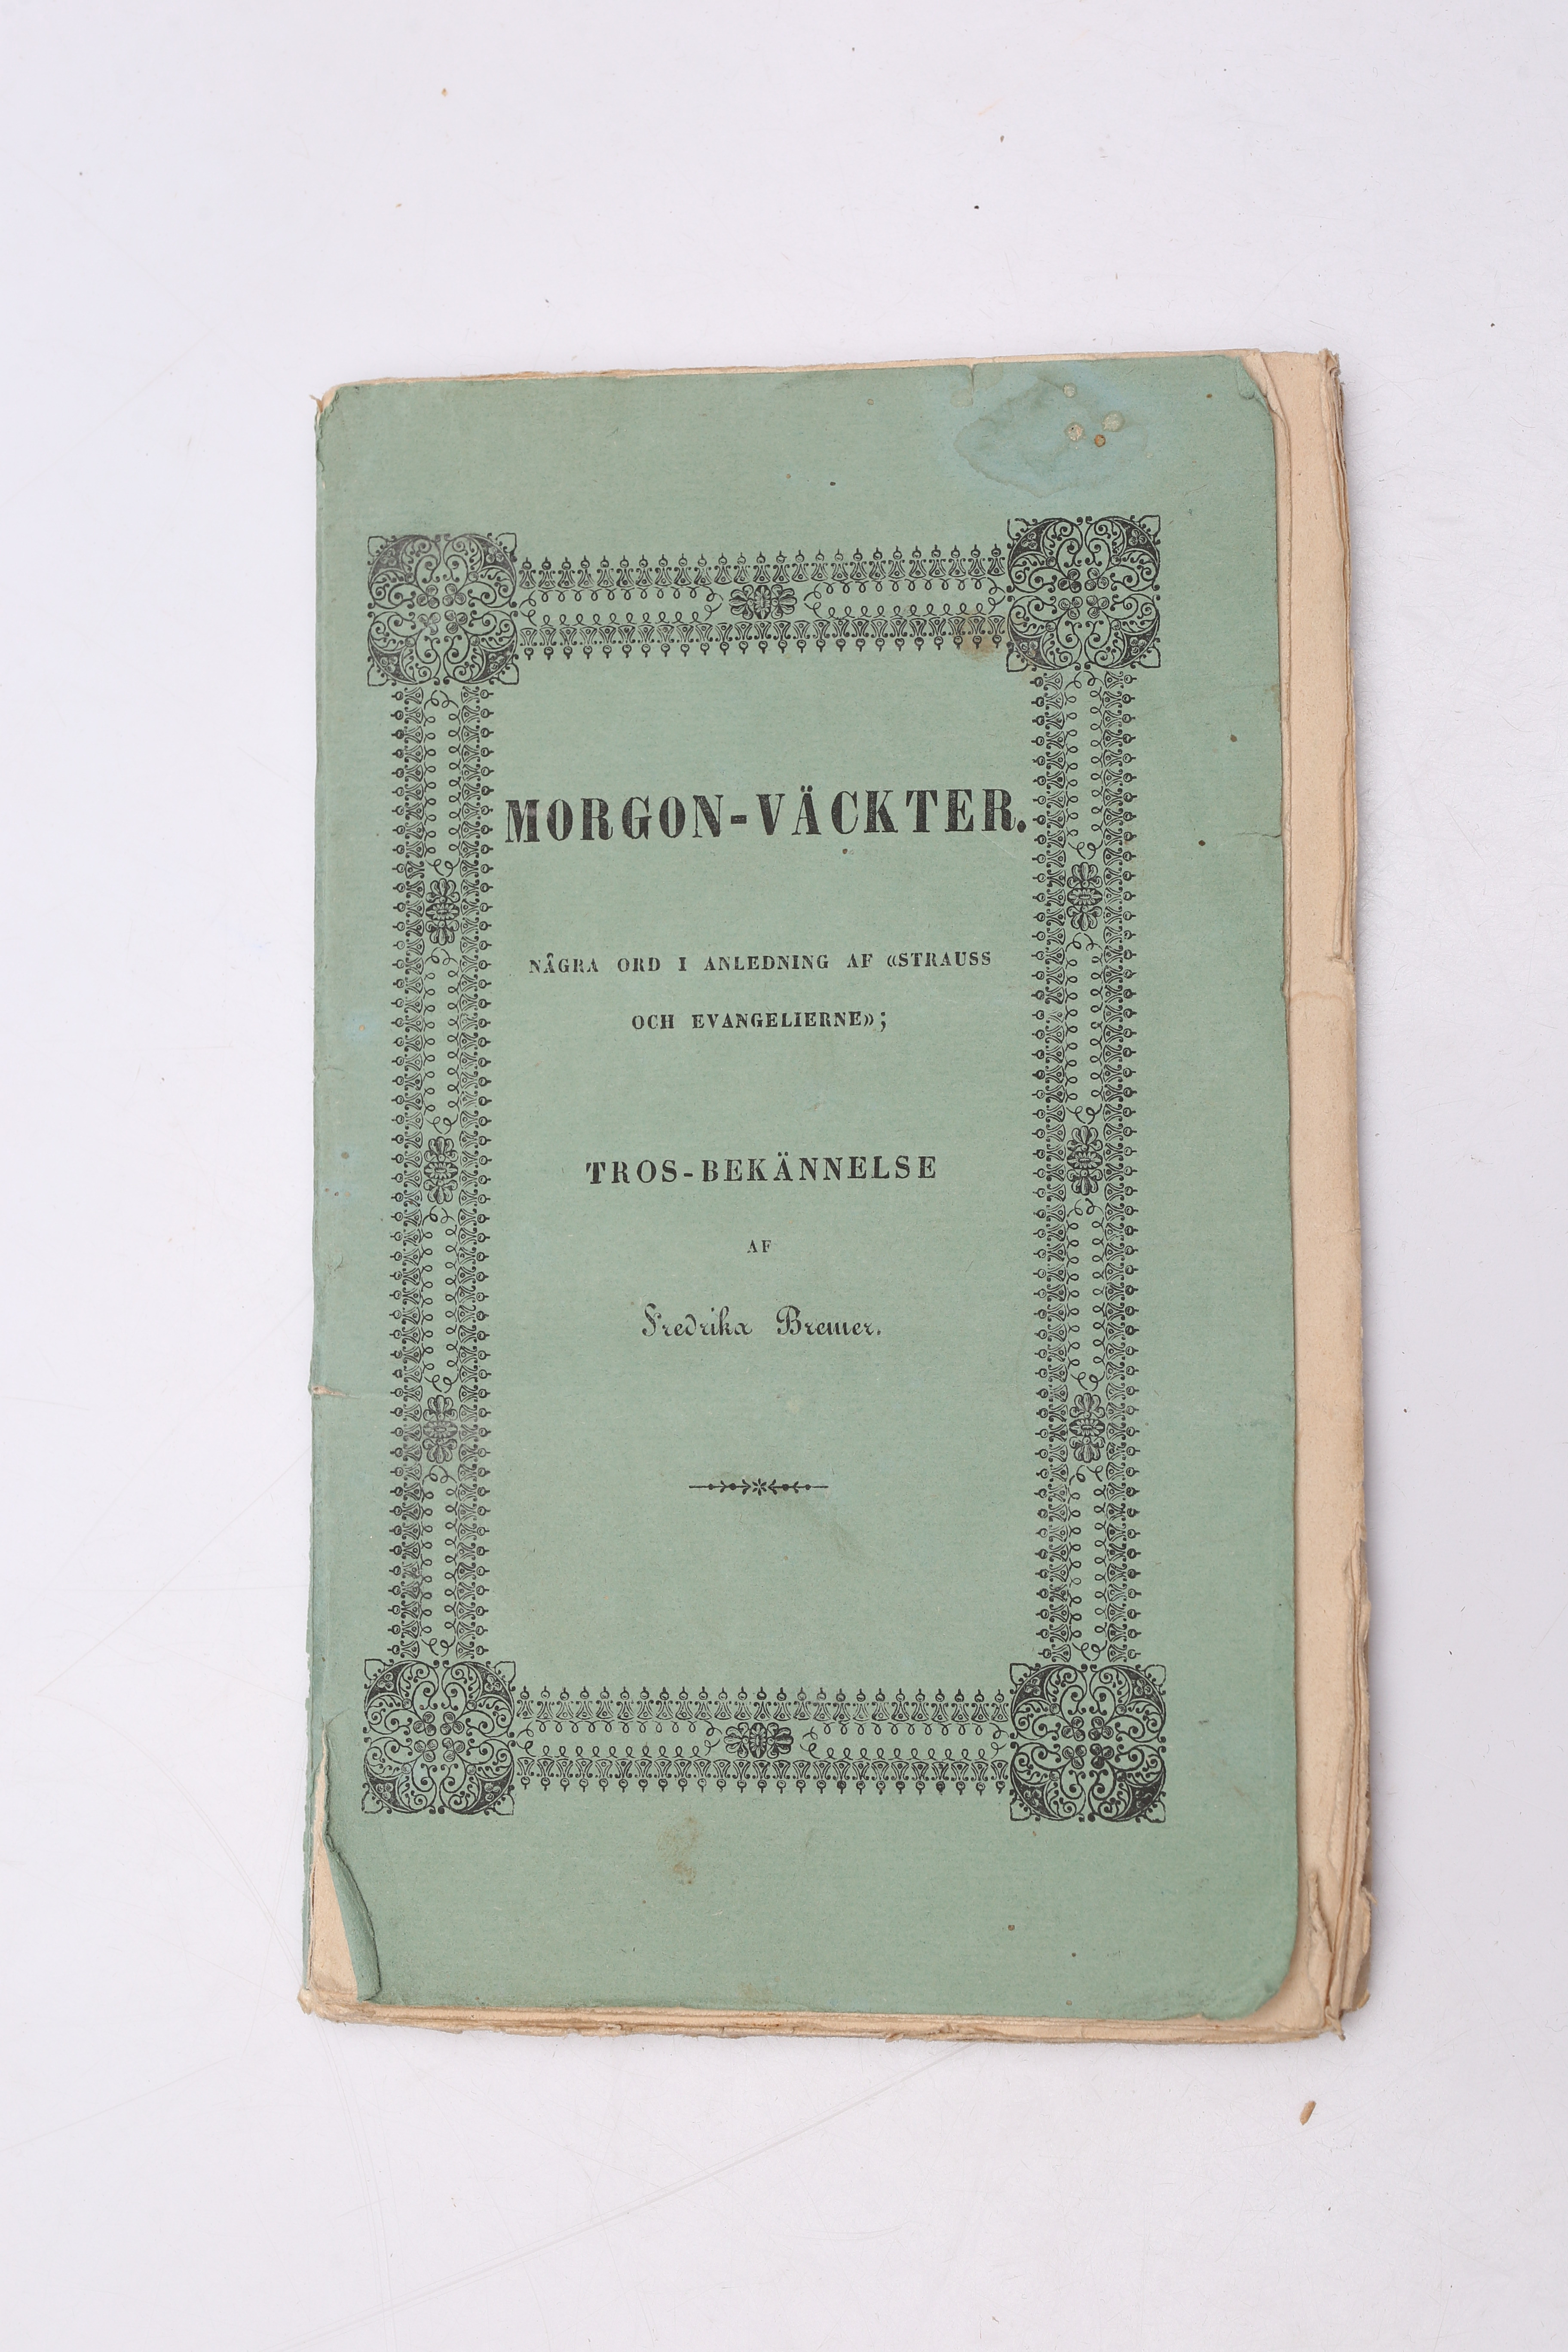 MORGON-VÄCKTER.
NÅGRA ORD I ANLEDNING AF «STRAUSS
OCH EVANGELIERNE»;
TROS-BEKÄNNELSE
AF
Fredrika Bremer.